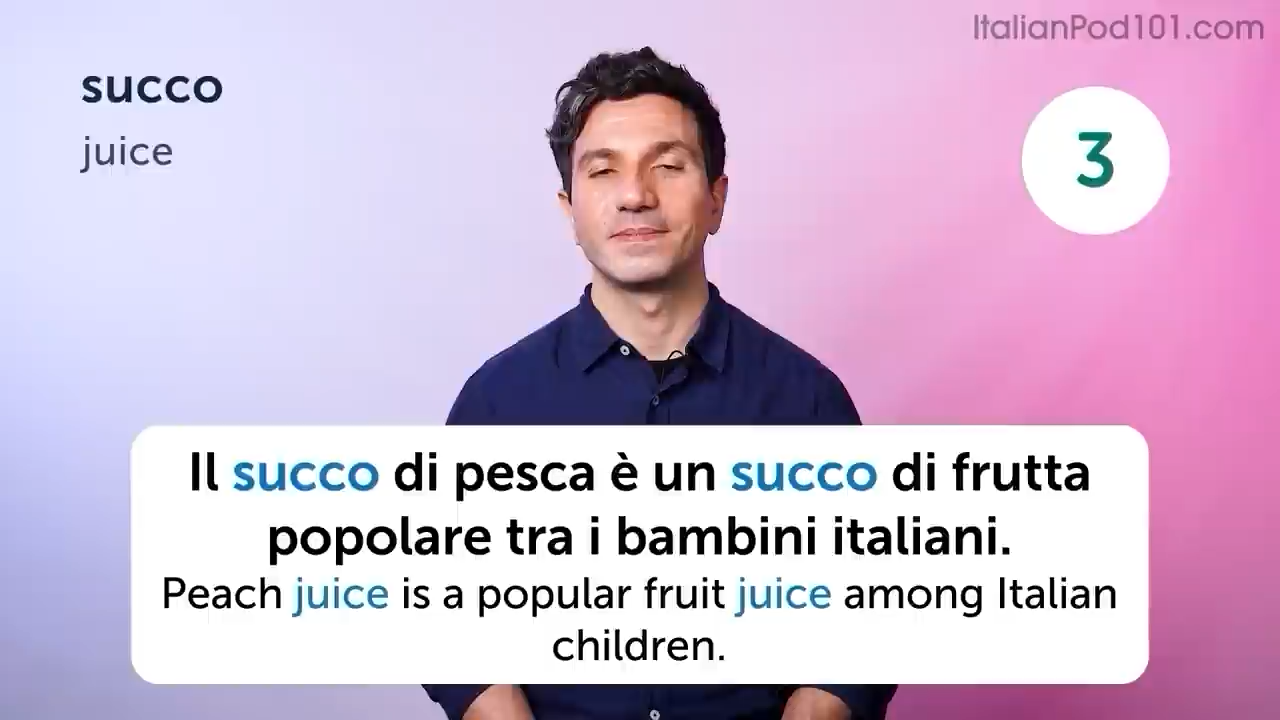 ItalianPod101.com
succo
juice
3
Il succo di pesca è un succo di frutta
popolare tra i bambini italiani.
Peach juice is a popular fruit juice among Italian
children.